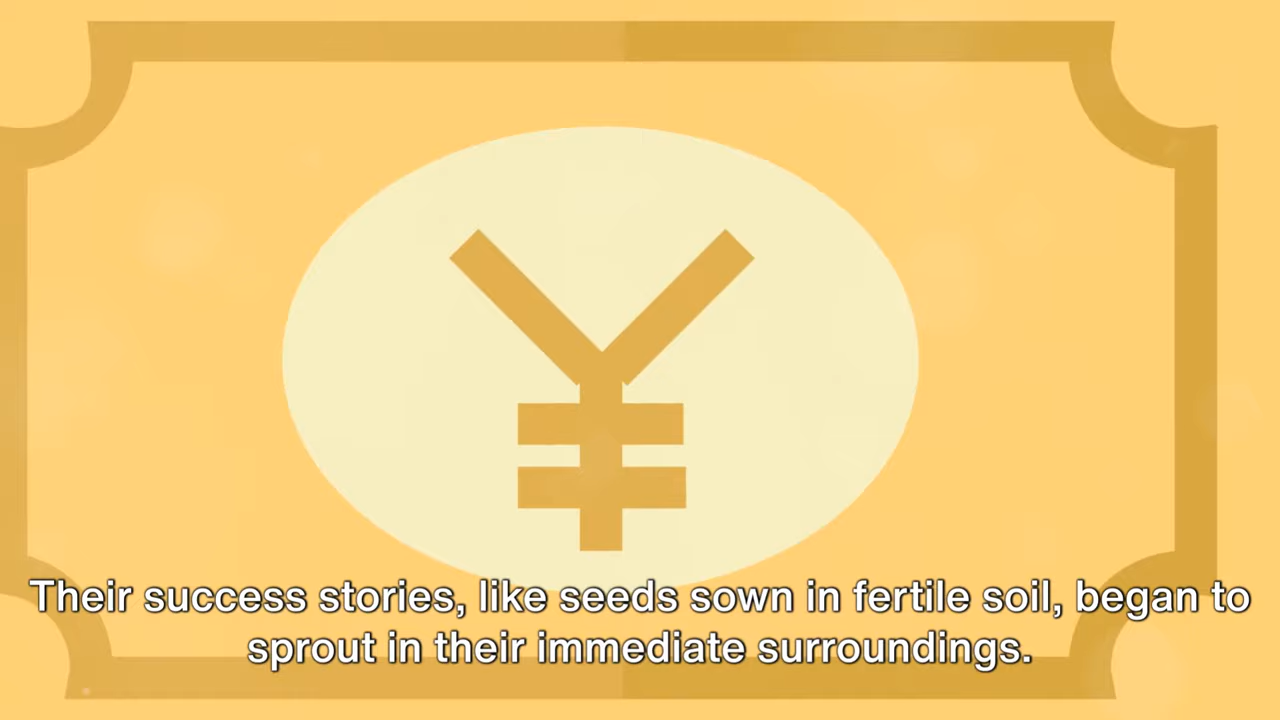 ¥
Their success stories, like seeds sown in fertile soil, began to
sprout in their immediate surroundings.